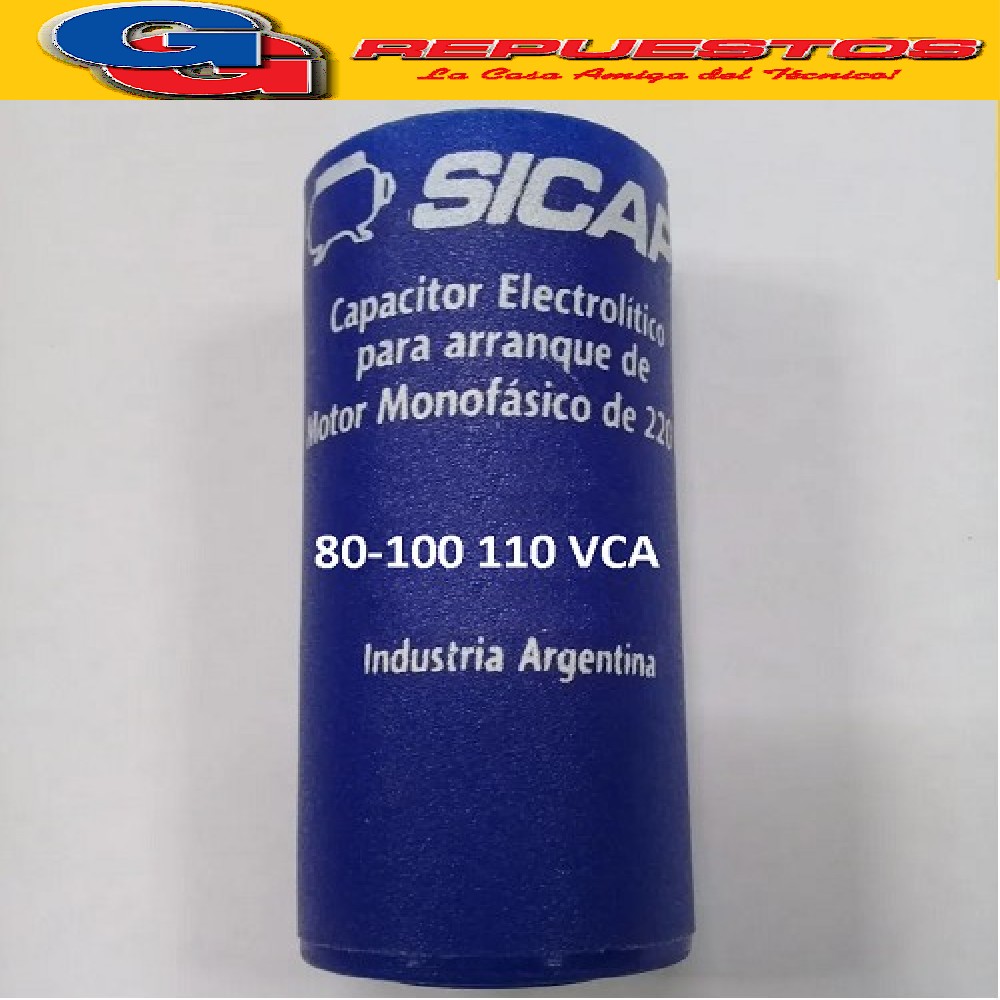 GG REPUESTOS
La Casa Amiga del Técnico!
SICAP
Capacitor Electrolítico
para arranque de
Motor Monofásico de 220
80-100 110 VCA
Industria Argentina